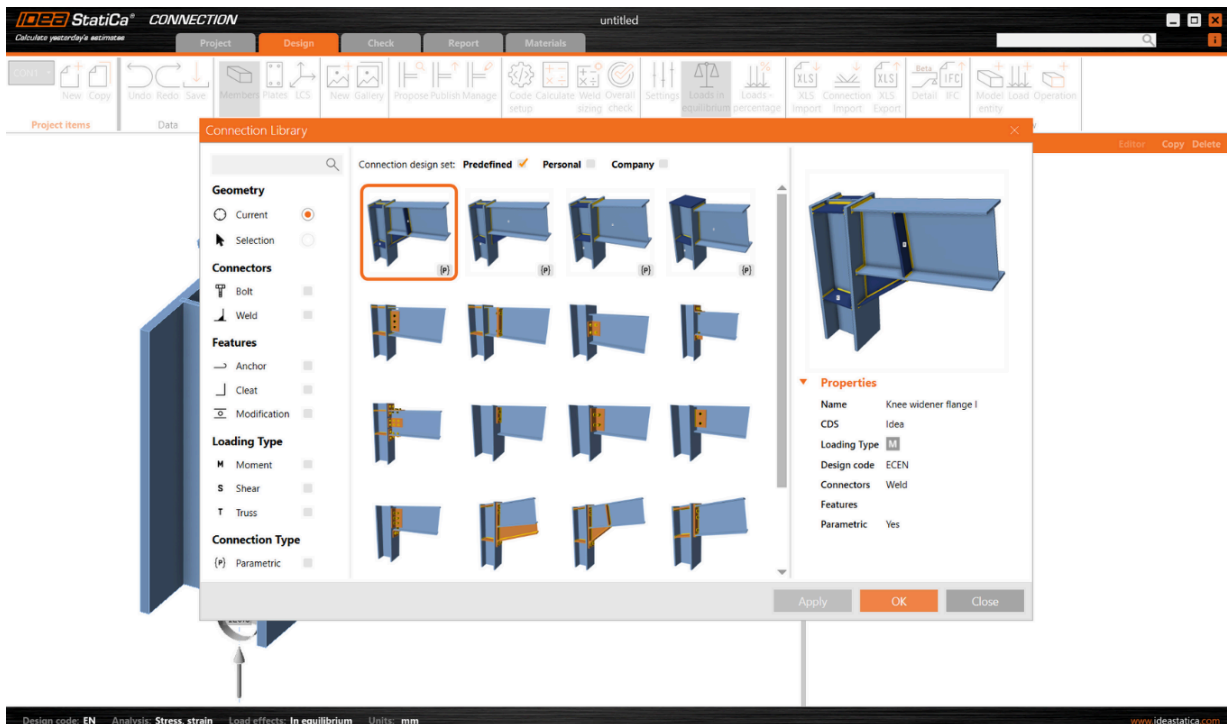 IDEA StatiCa® CONNECTION
untitled
Calculate yesterday's estimates
Project Design Check Report Materials
CON1
New Copy Undo Redo Save Members Plates LCS New Gallery Propose Publish Manage Code setup Calculate Weld sizing Overall check Settings Loads in equilibrium Loads - percentage XLS Import Connection Import XLS Export Beta Detail IFC Model entity Load Operation
Project items Data
Editor Copy Delete
Connection Library
Connection design set: Predefined Personal Company
Geometry
Current
Selection
Connectors
Bolt
Weld
Features
Anchor
Cleat
Modification
Loading Type
M Moment
S Shear
T Truss
Connection Type
{P} Parametric
{P} {P} {P} {P}
Properties
Name Knee widener flange I
CDS Idea
Loading Type M
Design code ECEN
Connectors Weld
Features
Parametric Yes
Apply OK Close
Design code: EN Analysis: Stress, strain Load effects: In equilibrium Units: mm
www.ideastatica.com